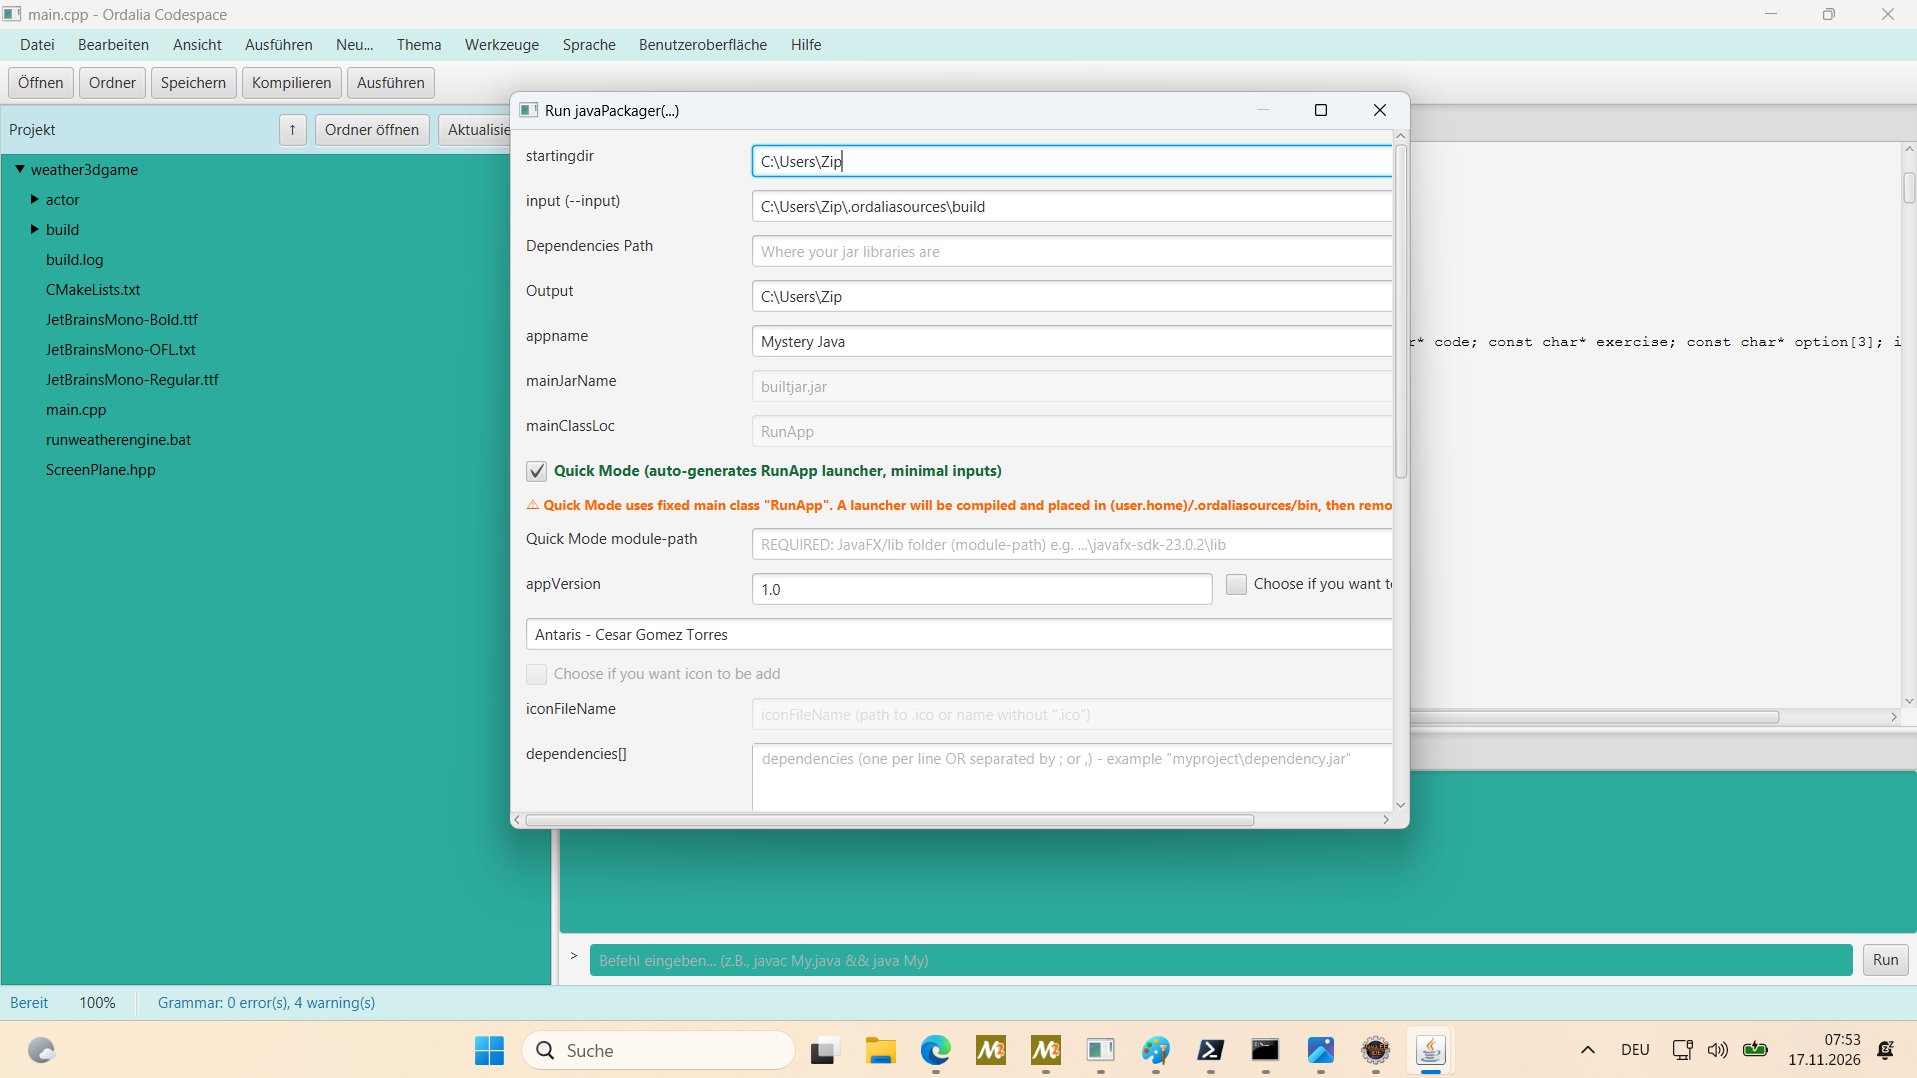 main.cpp - Ordalia Codespace
Datei Bearbeiten Ansicht Ausführen Neu... Thema Werkzeuge Sprache Benutzeroberfläche Hilfe
Öffnen Ordner Speichern Kompilieren Ausführen
Projekt ↑ Ordner öffnen Aktualisie
weather3dgame
actor
build
build.log
CMakeLists.txt
JetBrainsMono-Bold.ttf
JetBrainsMono-OFL.txt
JetBrainsMono-Regular.ttf
main.cpp
runweatherengine.bat
ScreenPlane.hpp
Run javaPackager(...)
startingdir C:\Users\Zip
input (--input) C:\Users\Zip\.ordaliasources\build
Dependencies Path Where your jar libraries are
Output C:\Users\Zip
appname Mystery Java
mainJarName builtjar.jar
mainClassLoc RunApp
Quick Mode (auto-generates RunApp launcher, minimal inputs)
⚠ Quick Mode uses fixed main class "RunApp". A launcher will be compiled and placed in (user.home)/.ordaliasources/bin, then remo
Quick Mode module-path REQUIRED: JavaFX/lib folder (module-path) e.g. ...\javafx-sdk-23.0.2\lib
appVersion 1.0 Choose if you want to
Antaris - Cesar Gomez Torres
Choose if you want icon to be add
iconFileName iconFileName (path to .ico or name without ".ico")
dependencies[] dependencies (one per line OR separated by ; or ,) - example "myproject\dependency.jar"
r* code; const char* exercise; const char* option[3]; i
> Befehl eingeben... (z.B., javac My.java && java My) Run
Bereit 100% Grammar: 0 error(s), 4 warning(s)
Suche
DEU
07:53
17.11.2026